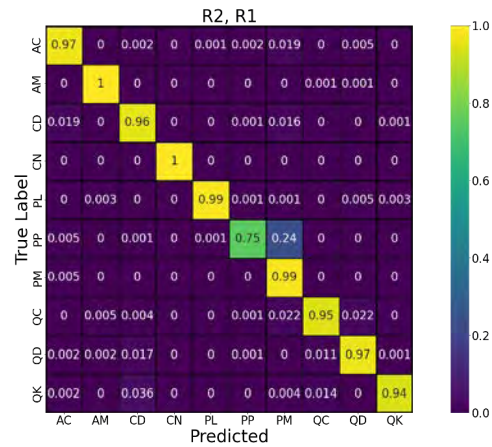 R2, R1
AC 0.97 0 0.002 0 0.001 0.002 0.019 0 0.005 0
AM 0 1 0 0 0 0 0 0.001 0.001 0
CD 0.019 0 0.96 0 0 0.001 0.016 0 0 0.001
CN 0 0 0 1 0 0 0 0 0 0
PL 0 0.003 0 0 0.99 0.001 0.001 0 0.005 0.003
PP 0.005 0 0.001 0 0.001 0.75 0.24 0 0 0
PM 0.005 0 0 0 0 0 0.99 0 0 0
QC 0 0.005 0.004 0 0 0.001 0.022 0.95 0.022 0
QD 0.002 0.002 0.017 0 0 0.001 0 0.011 0.97 0.001
QK 0.002 0 0.036 0 0 0 0.004 0.014 0 0.94
AC AM CD CN PL PP PM QC QD QK
Predicted
True Label
1.0
0.8
0.6
0.4
0.2
0.0